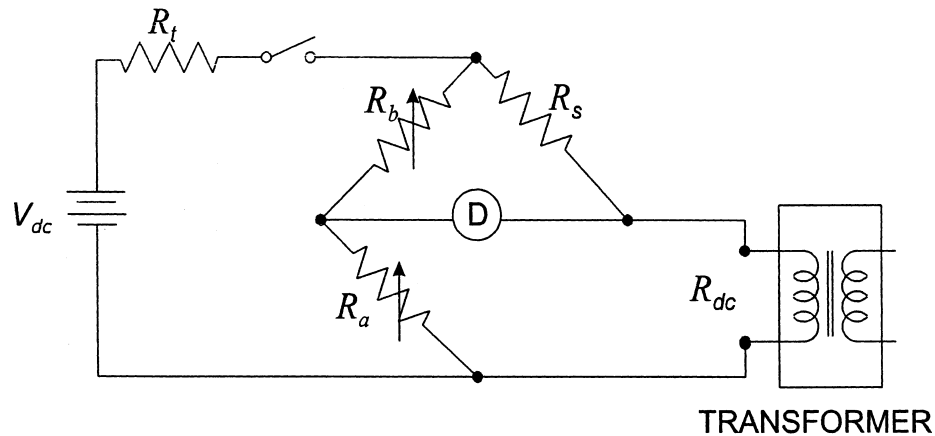 R_t
R_b
R_s
V_dc
D
R_a
R_dc
TRANSFORMER